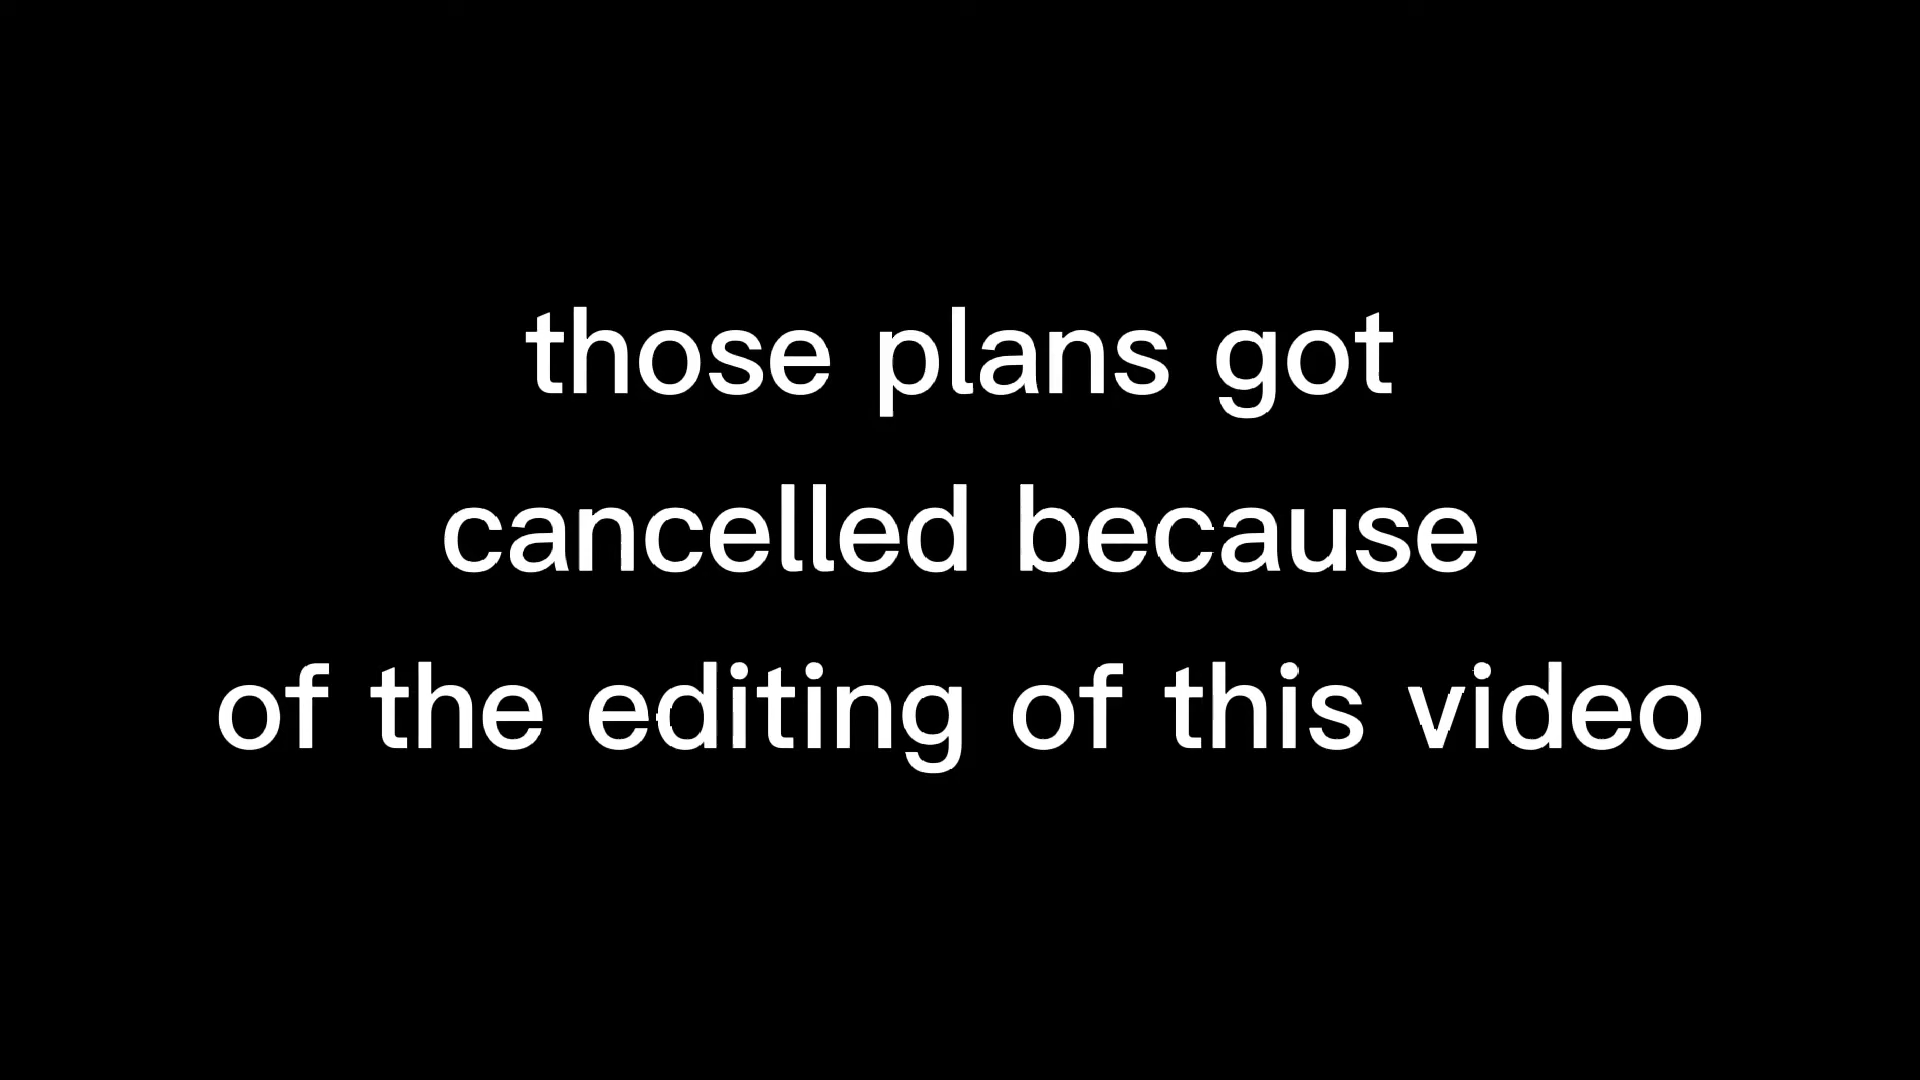 those plans got
cancelled because
of the editing of this video